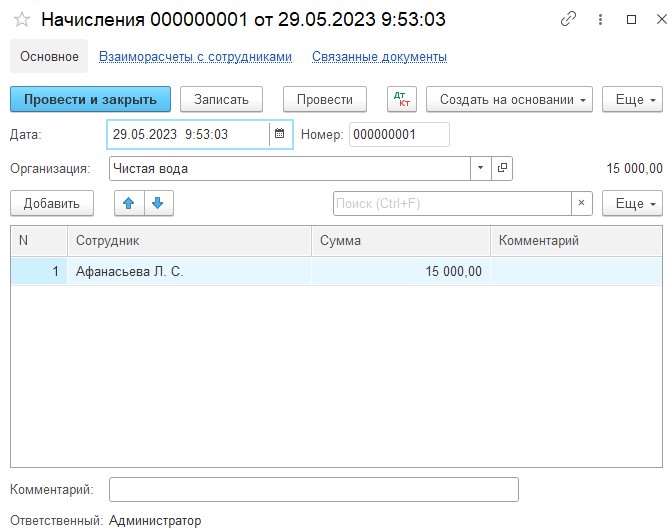 Начисления 000000001 от 29.05.2023 9:53:03
Основное Взаиморасчеты с сотрудниками Связанные документы
Провести и закрыть Записать Провести Дт Кт Создать на основании Еще
Дата: 29.05.2023 9:53:03 Номер: 000000001
Организация: Чистая вода 15 000,00
Добавить Поиск (Ctrl+F) × Еще
N Сотрудник Сумма Комментарий
1 Афанасьева Л. С. 15 000,00
Комментарий:
Ответственный: Администратор